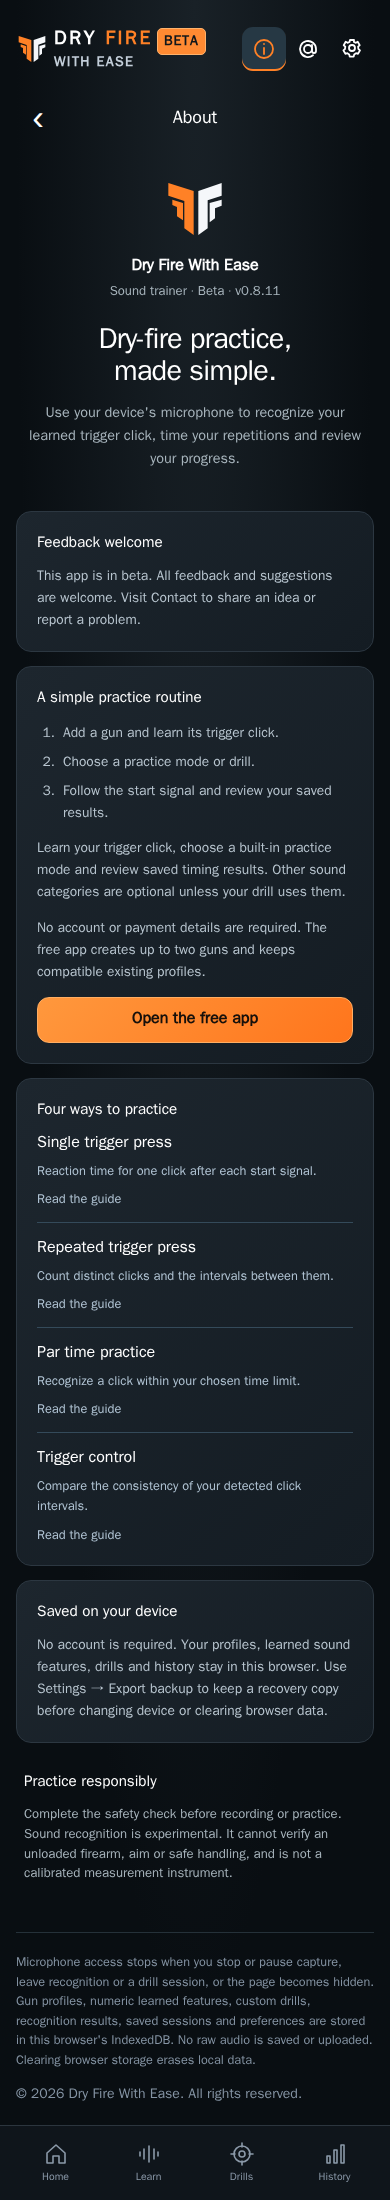 DRY FIRE BETA
WITH EASE
About
Dry Fire With Ease
Sound trainer · Beta · v0.8.11
Dry-fire practice,
made simple.
Use your device's microphone to recognize your
learned trigger click, time your repetitions and review
your progress.
Feedback welcome
This app is in beta. All feedback and suggestions
are welcome. Visit Contact to share an idea or
report a problem.
A simple practice routine
1. Add a gun and learn its trigger click.
2. Choose a practice mode or drill.
3. Follow the start signal and review your saved
results.
Learn your trigger click, choose a built-in practice
mode and review saved timing results. Other sound
categories are optional unless your drill uses them.
No account or payment details are required. The
free app creates up to two guns and keeps
compatible existing profiles.
Open the free app
Four ways to practice
Single trigger press
Reaction time for one click after each start signal.
Read the guide
Repeated trigger press
Count distinct clicks and the intervals between them.
Read the guide
Par time practice
Recognize a click within your chosen time limit.
Read the guide
Trigger control
Compare the consistency of your detected click
intervals.
Read the guide
Saved on your device
No account is required. Your profiles, learned sound
features, drills and history stay in this browser. Use
Settings → Export backup to keep a recovery copy
before changing device or clearing browser data.
Practice responsibly
Complete the safety check before recording or practice.
Sound recognition is experimental. It cannot verify an
unloaded firearm, aim or safe handling, and is not a
calibrated measurement instrument.
Microphone access stops when you stop or pause capture,
leave recognition or a drill session, or the page becomes hidden.
Gun profiles, numeric learned features, custom drills,
recognition results, saved sessions and preferences are stored
in this browser's IndexedDB. No raw audio is saved or uploaded.
Clearing browser storage erases local data.
© 2026 Dry Fire With Ease. All rights reserved.
Home Learn Drills History